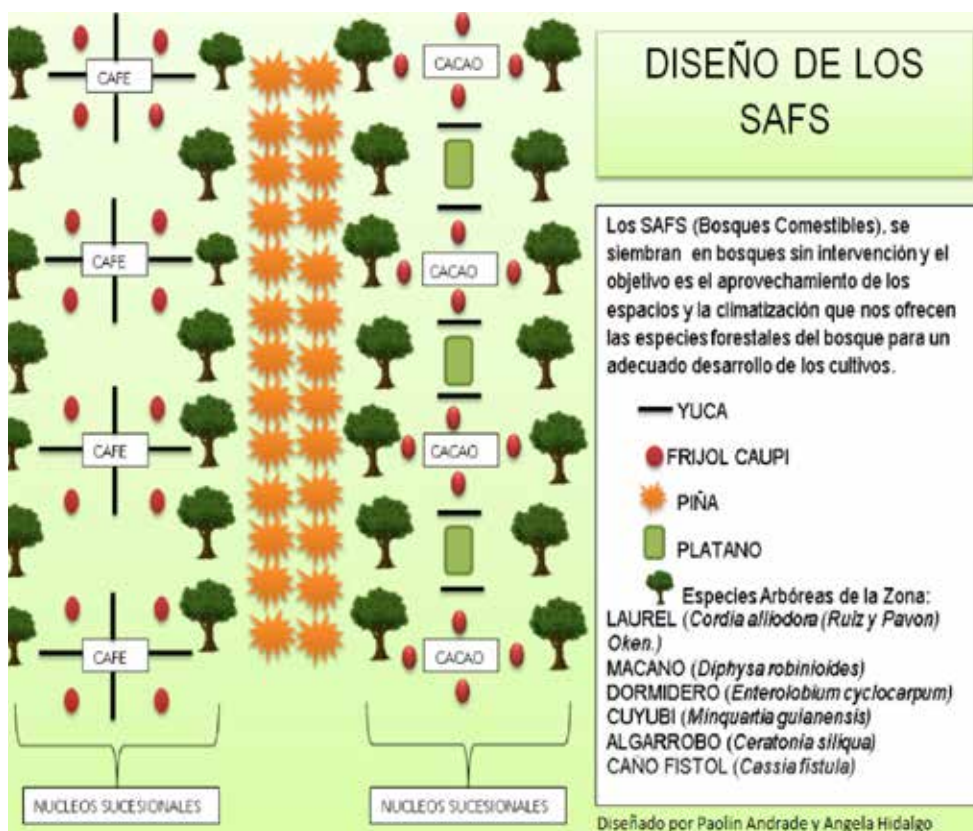 CAFE
CACAO
CAFE
CACAO
CAFE
CACAO
CAFE
CACAO
NUCLEOS SUCESIONALES
NUCLEOS SUCESIONALES
DISEÑO DE LOS
SAFS
Los SAFS (Bosques Comestibles), se
siembran en bosques sin intervención y el
objetivo es el aprovechamiento de los
espacios y la climatización que nos ofrecen
las especies forestales del bosque para un
adecuado desarrollo de los cultivos.
YUCA
FRIJOL CAUPI
PIÑA
PLATANO
Especies Arbóreas de la Zona:
LAUREL (Cordia alliodora (Ruiz y Pavon)
Oken.)
MACANO (Diphysa robinioides)
DORMIDERO (Enterolobium cyclocarpum)
CUYUBI (Minquartia guianensis)
ALGARROBO (Ceratonia siliqua)
CAÑO FISTOL (Cassia fistula)
Diseñado por Paolin Andrade y Angela Hidalgo